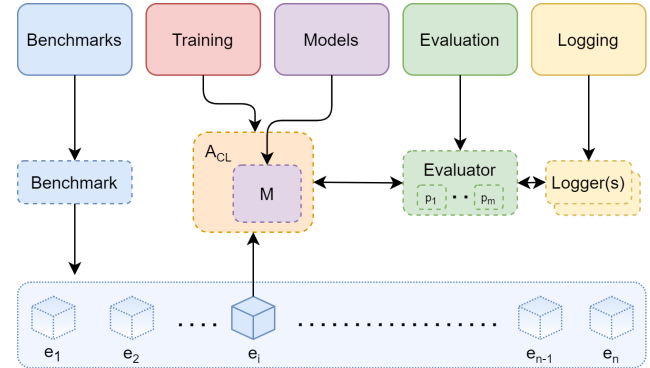 Benchmarks
Training
Models
Evaluation
Logging
A_CL
M
Benchmark
Evaluator
p_1 .. p_m
Logger(s)
e_1
e_2
....
e_i
....................
e_n-1
e_n